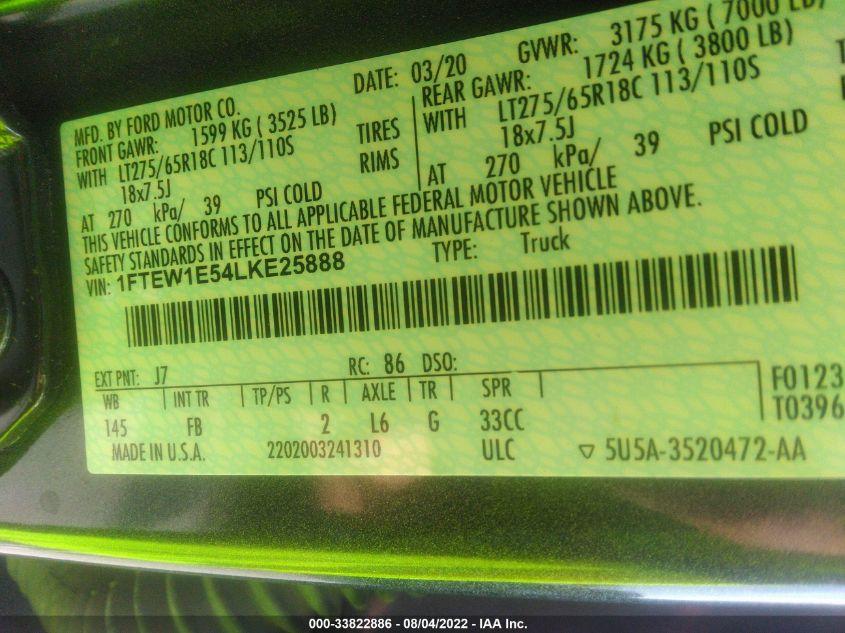 MFD. BY FORD MOTOR CO.
DATE: 03/20
GVWR: 3175 KG ( 7000 LB)
FRONT GAWR: 1599 KG ( 3525 LB)
REAR GAWR: 1724 KG ( 3800 LB)
WITH LT275/65R18C 113/110S TIRES
WITH LT275/65R18C 113/110S
18x7.5J RIMS
18x7.5J
AT 270 kPa/ 39 PSI COLD
AT 270 kPa/ 39 PSI COLD
THIS VEHICLE CONFORMS TO ALL APPLICABLE FEDERAL MOTOR VEHICLE
SAFETY STANDARDS IN EFFECT ON THE DATE OF MANUFACTURE SHOWN ABOVE.
VIN: 1FTEW1E54LKE25888
TYPE: Truck
EXT PNT: J7 RC: 86 DSO:
WB INT TR TP/PS R AXLE TR SPR
145 FB 2 L6 G 33CC
F0123
T0396
MADE IN U.S.A. 2202003241310 ULC 5U5A-3520472-AA
000-33822886 - 08/04/2022 - IAA Inc.